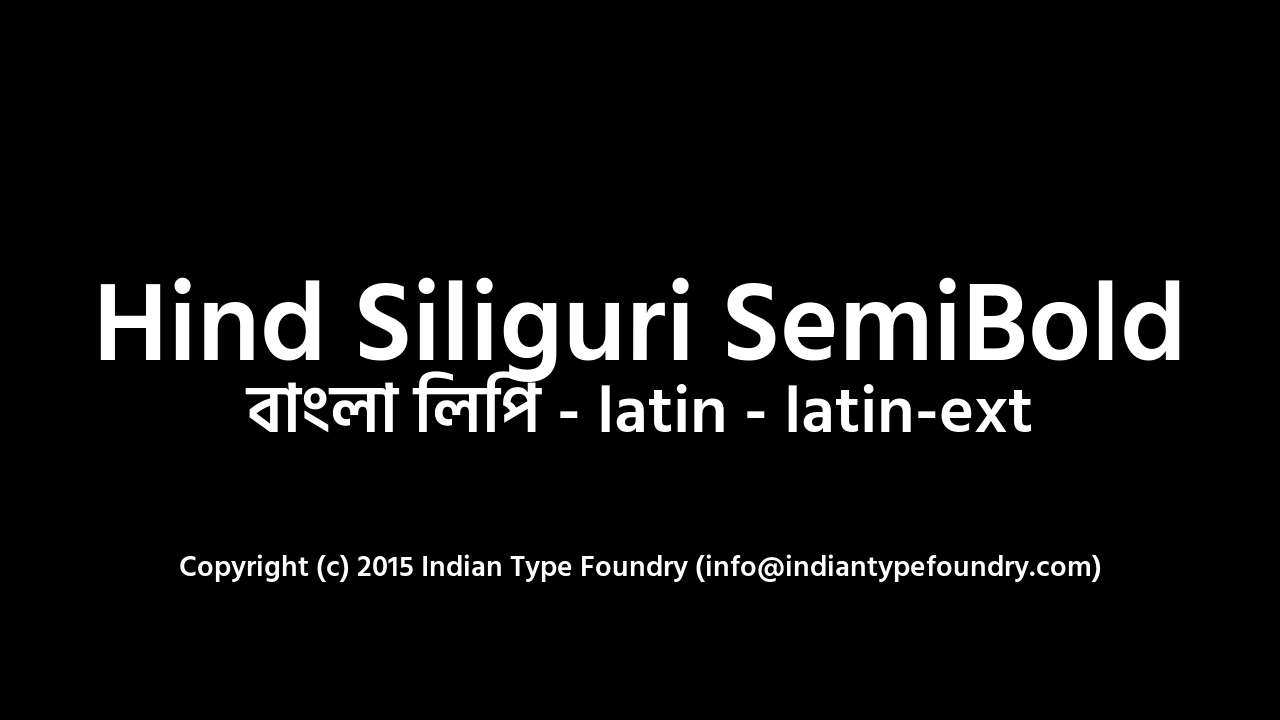 Hind Siliguri SemiBold
বাংলা লিপি - latin - latin-ext
Copyright (c) 2015 Indian Type Foundry (info@indiantypefoundry.com)